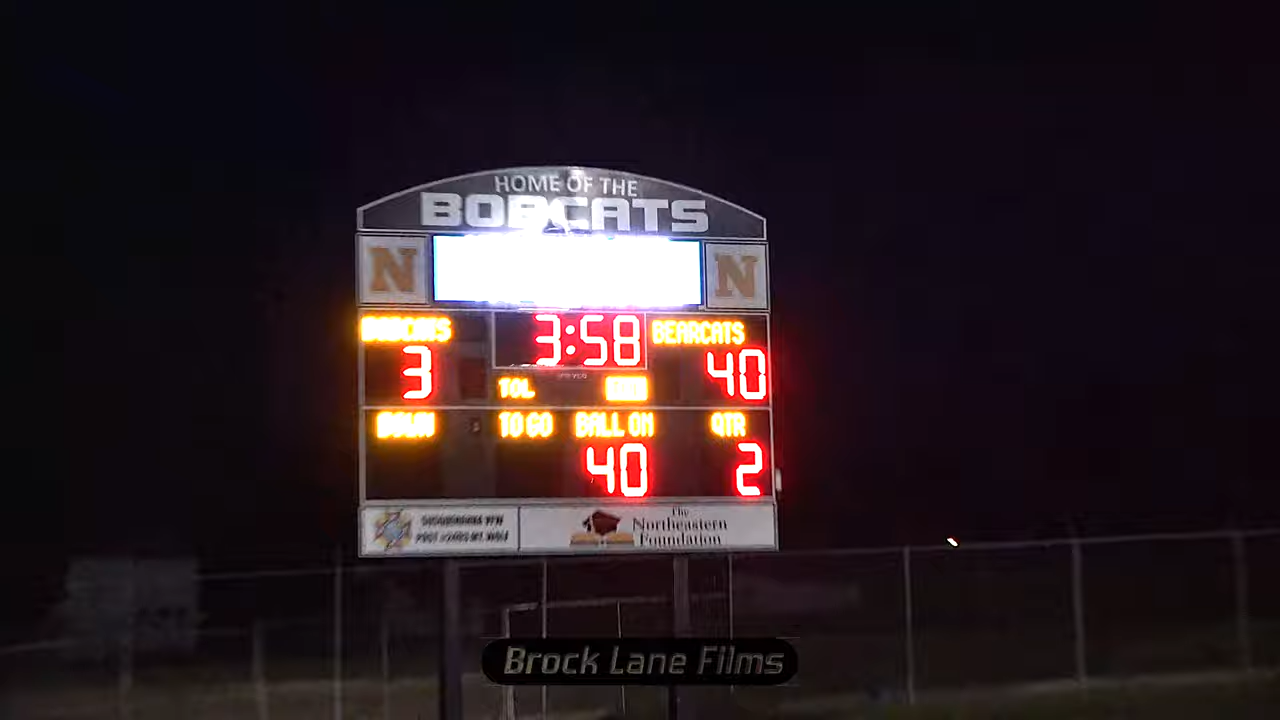 HOME OF THE
BOBCATS
N N
BOBCATS 3:58 BEARCATS
3 40
TOL
DOWN TO GO BALL ON QTR
40 2
The
Northeastern
Foundation
Brock Lane Films